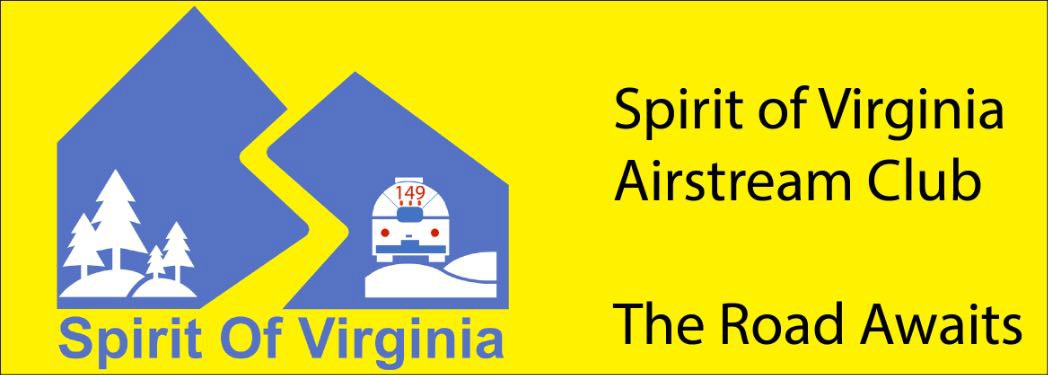 149
Spirit Of Virginia
Spirit of Virginia
Airstream Club
The Road Awaits